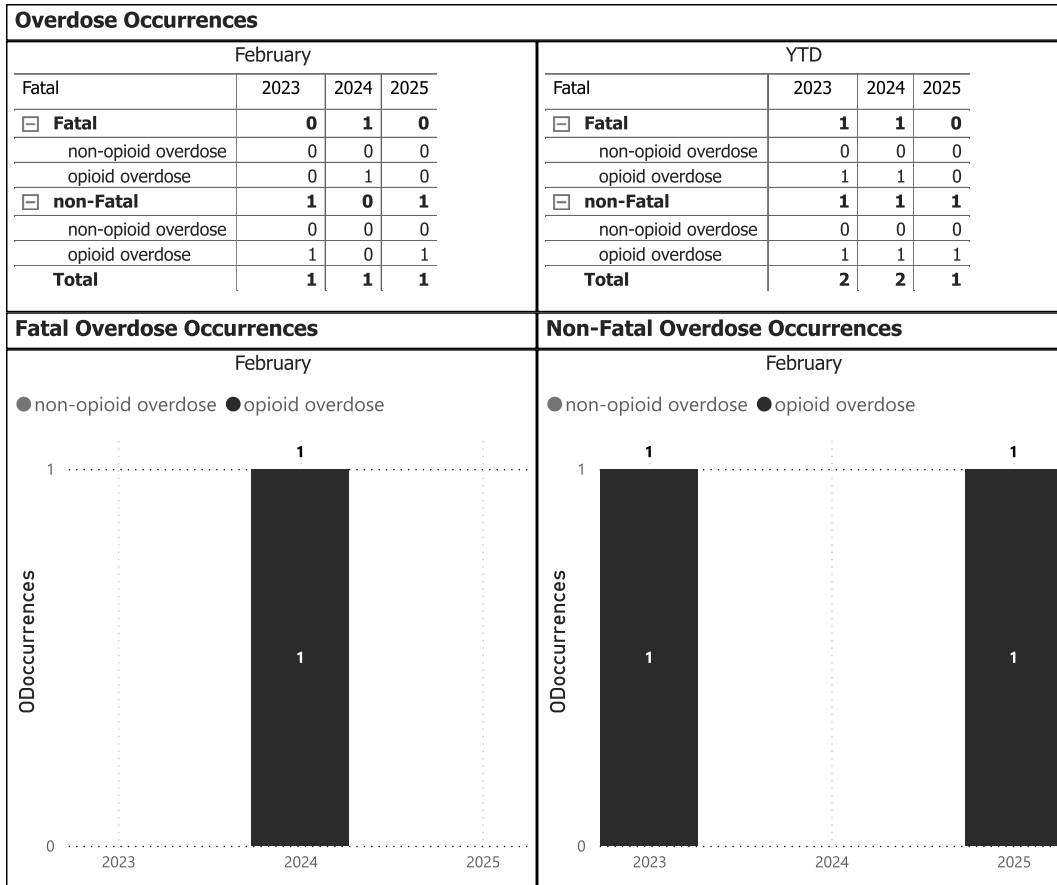 Overdose Occurrences
February
Fatal 2023 2024 2025
Fatal 0 1 0
non-opioid overdose 0 0 0
opioid overdose 0 1 0
non-Fatal 1 0 1
non-opioid overdose 0 0 0
opioid overdose 1 0 1
Total 1 1 1
YTD
Fatal 2023 2024 2025
Fatal 1 1 0
non-opioid overdose 0 0 0
opioid overdose 1 1 0
non-Fatal 1 1 1
non-opioid overdose 0 0 0
opioid overdose 1 1 1
Total 2 2 1
Fatal Overdose Occurrences
February
non-opioid overdose opioid overdose
1
1
1
0
ODoccurrences
2023 2024 2025
Non-Fatal Overdose Occurrences
February
non-opioid overdose opioid overdose
1 1
1
1 1
0
ODoccurrences
2023 2024 2025